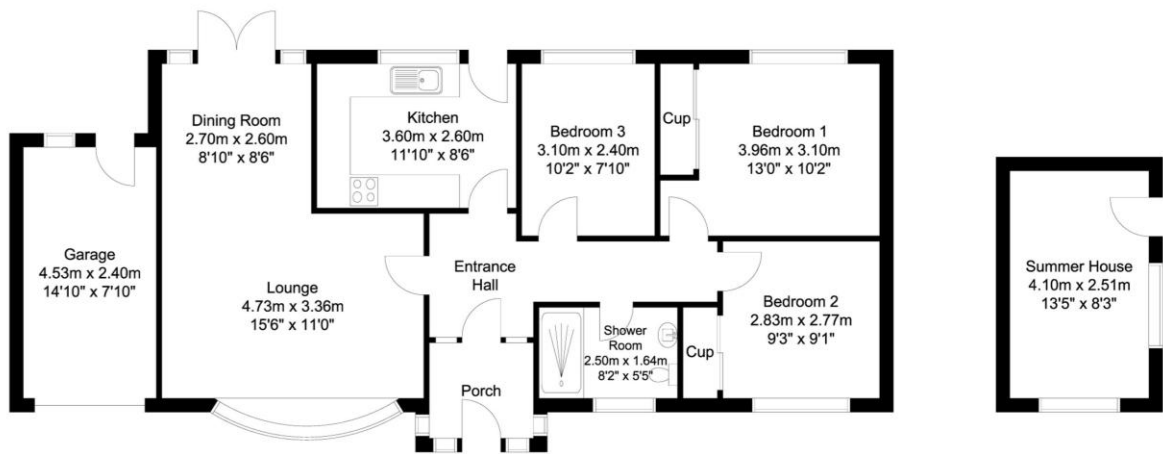 Dining Room
2.70m x 2.60m
8'10" x 8'6"
Kitchen
3.60m x 2.60m
11'10" x 8'6"
Bedroom 3
3.10m x 2.40m
10'2" x 7'10"
Cup
Bedroom 1
3.96m x 3.10m
13'0" x 10'2"
Garage
4.53m x 2.40m
14'10" x 7'10"
Lounge
4.73m x 3.36m
15'6" x 11'0"
Entrance
Hall
Porch
Shower
Room
2.50m x 1.64m
8'2" x 5'5"
Cup
Bedroom 2
2.83m x 2.77m
9'3" x 9'1"
Summer House
4.10m x 2.51m
13'5" x 8'3"